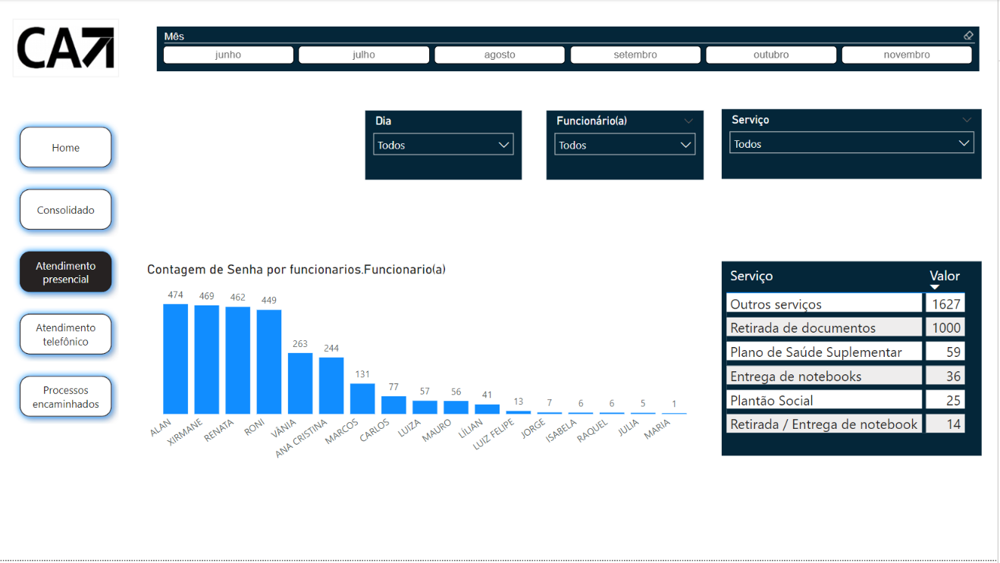 CA
Mês
junho
julho
agosto
setembro
outubro
novembro
Dia
Todos
Funcionário(a)
Todos
Serviço
Todos
Home
Consolidado
Atendimento
presencial
Atendimento
telefônico
Processos
encaminhados
Contagem de Senha por funcionarios.Funcionario(a)
474
469
462
449
263
244
131
77
57
56
41
13
7
6
6
5
1
ALAN
XIRMANE
RENATA
RONI
VÂNIA
ANA CRISTINA
MARCOS
CARLOS
LUIZA
MAURO
LÍLIAN
LUIZ FELIPE
JORGE
ISABELA
RAQUEL
JULIA
MARIA
Serviço Valor
Outros serviços 1627
Retirada de documentos 1000
Plano de Saúde Suplementar 59
Entrega de notebooks 36
Plantão Social 25
Retirada / Entrega de notebook 14